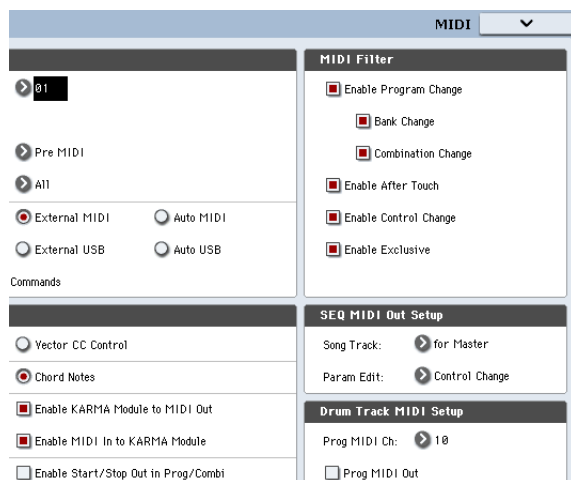 MIDI
01
Pre MIDI
All
External MIDI Auto MIDI
External USB Auto USB
Commands
Vector CC Control
Chord Notes
Enable KARMA Module to MIDI Out
Enable MIDI In to KARMA Module
Enable Start/Stop Out in Prog/Combi
MIDI Filter
Enable Program Change
Bank Change
Combination Change
Enable After Touch
Enable Control Change
Enable Exclusive
SEQ MIDI Out Setup
Song Track: for Master
Param Edit: Control Change
Drum Track MIDI Setup
Prog MIDI Ch: 10
Prog MIDI Out